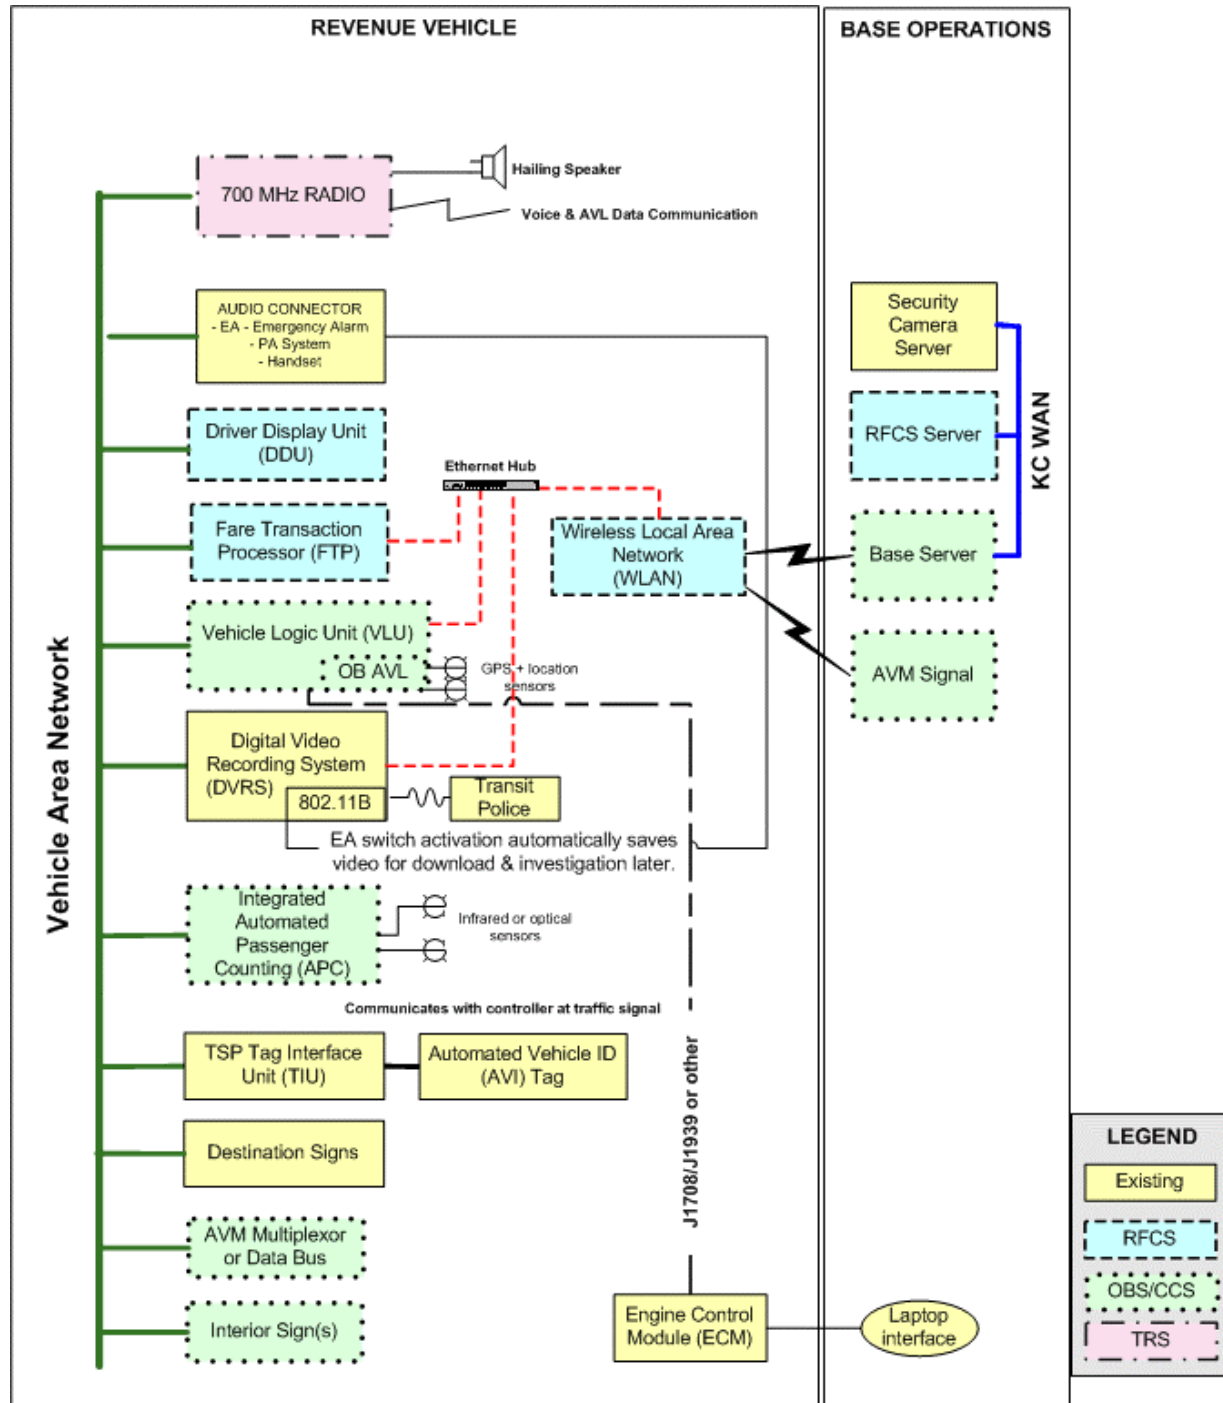 REVENUE VEHICLE
BASE OPERATIONS
700 MHz RADIO
Hailing Speaker
Voice & AVL Data Communication
AUDIO CONNECTOR
- EA - Emergency Alarm
- PA System
- Handset
Driver Display Unit
(DDU)
Ethernet Hub
Fare Transaction
Processor (FTP)
Wireless Local Area
Network
(WLAN)
Vehicle Logic Unit (VLU)
OB AVL
GPS + location
sensors
Digital Video
Recording System
(DVRS)
802.11B
Transit
Police
EA switch activation automatically saves
video for download & investigation later.
Integrated
Automated
Passenger
Counting (APC)
Infrared or optical
sensors
Communicates with controller at traffic signal
TSP Tag Interface
Unit (TIU)
Automated Vehicle ID
(AVI) Tag
Destination Signs
AVM Multiplexor
or Data Bus
Interior Sign(s)
Engine Control
Module (ECM)
J1708/J1939 or other
Vehicle Area Network
Security
Camera
Server
RFCS Server
Base Server
AVM Signal
KC WAN
Laptop
interface
LEGEND
Existing
RFCS
OBS/CCS
TRS